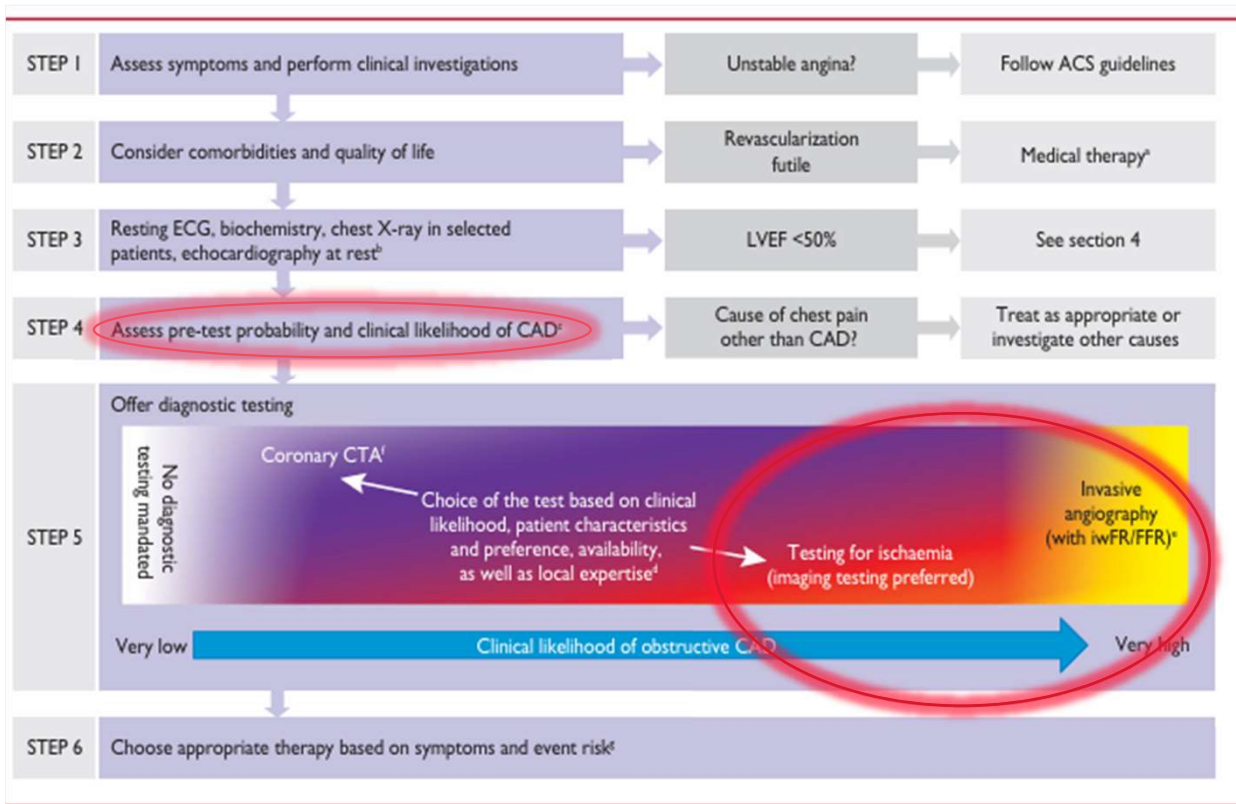 STEP 1
Assess symptoms and perform clinical investigations
Unstable angina?
Follow ACS guidelines
STEP 2
Consider comorbidities and quality of life
Revascularization
futile
Medical therapyᵃ
STEP 3
Resting ECG, biochemistry, chest X-ray in selected
patients, echocardiography at restᵇ
LVEF <50%
See section 4
STEP 4
Assess pre-test probability and clinical likelihood of CADᶜ
Cause of chest pain
other than CAD?
Treat as appropriate or
investigate other causes
STEP 5
Offer diagnostic testing
No diagnostic
testing mandated
Coronary CTAᶠ
Choice of the test based on clinical
likelihood, patient characteristics
and preference, availability,
as well as local expertiseᵈ
Testing for ischaemia
(imaging testing preferred)
Invasive
angiography
(with iwFR/FFR)ᵉ
Very low
Clinical likelihood of obstructive CAD
Very high
STEP 6
Choose appropriate therapy based on symptoms and event riskᵍ